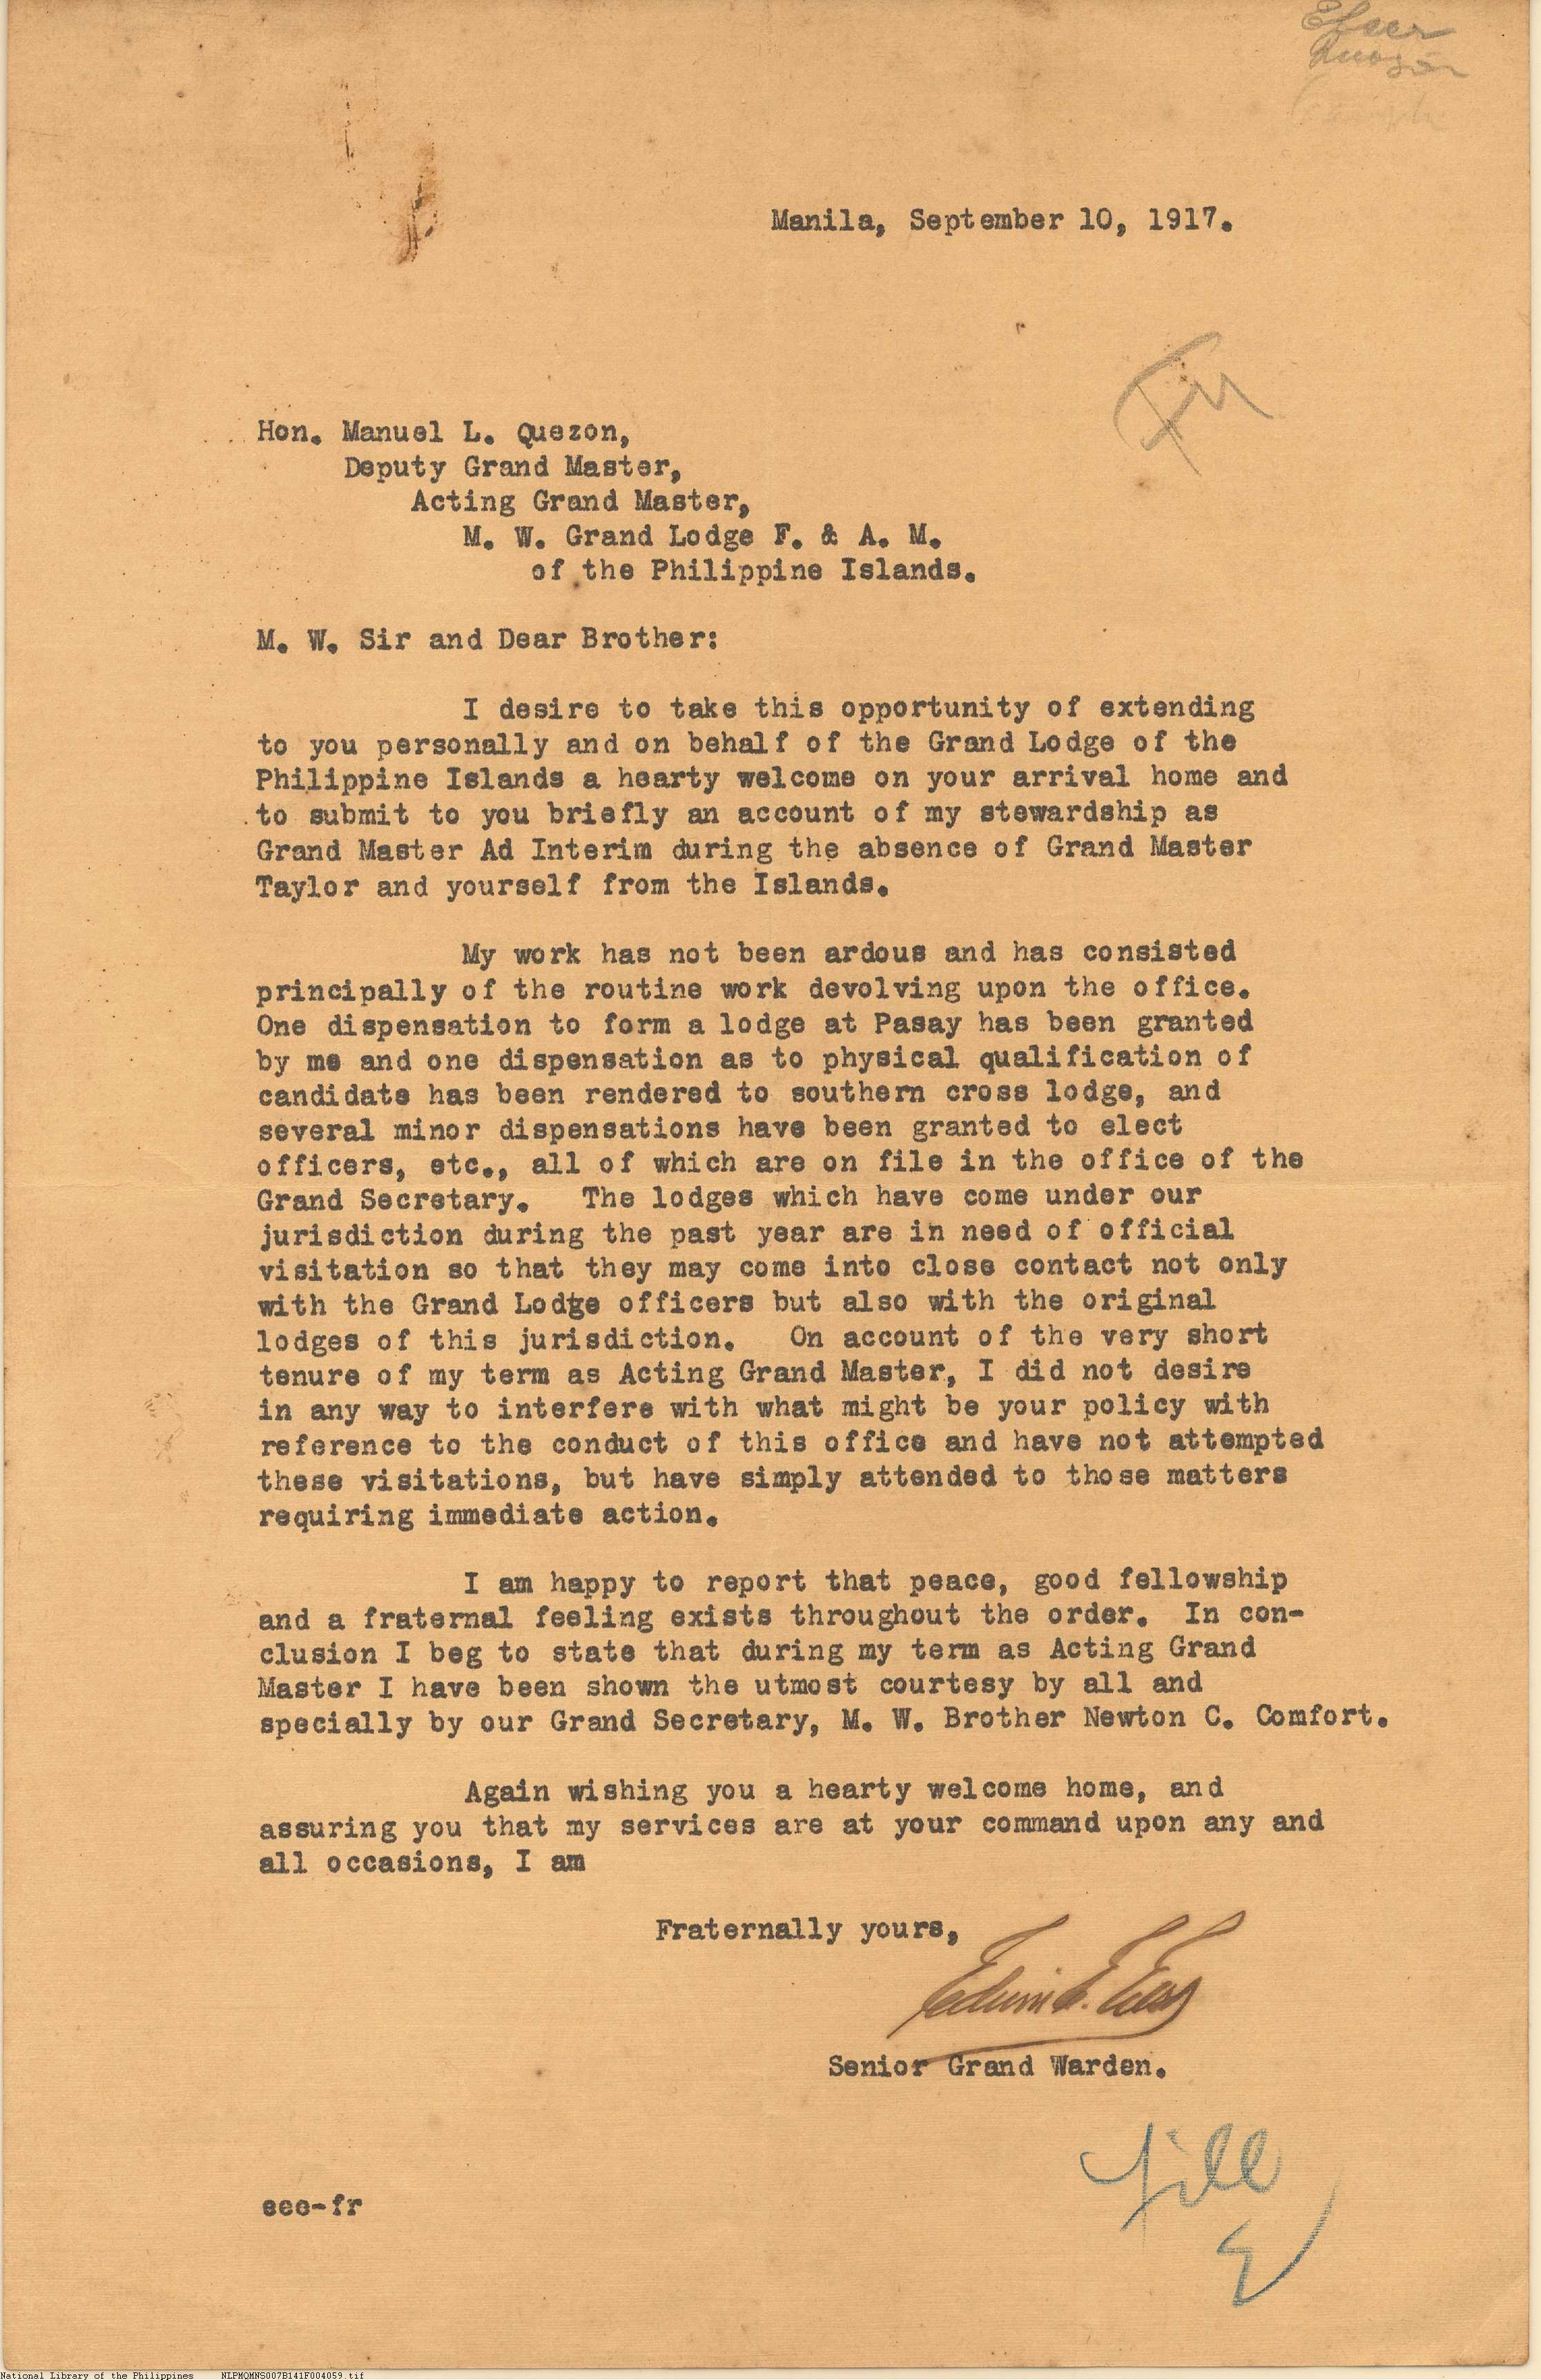 Manila, September 10, 1917.
Hon. Manuel L. Quezon,
Deputy Grand Master,
Acting Grand Master,
M. W. Grand Lodge F. & A. M.
of the Philippine Islands.
M. W. Sir and Dear Brother:
I desire to take this opportunity of extending
to you personally and on behalf of the Grand Lodge of the
Philippine Islands a hearty welcome on your arrival home and
to submit to you briefly an account of my stewardship as
Grand Master Ad Interim during the absence of Grand Master
Taylor and yourself from the Islands.
My work has not been ardous and has consisted
principally of the routine work devolving upon the office.
One dispensation to form a lodge at Pasay has been granted
by me and one dispensation as to physical qualification of
candidate has been rendered to southern cross lodge, and
several minor dispensations have been granted to elect
officers, etc., all of which are on file in the office of the
Grand Secretary. The lodges which have come under our
jurisdiction during the past year are in need of official
visitation so that they may come into close contact not only
with the Grand Lodge officers but also with the original
lodges of this jurisdiction. On account of the very short
tenure of my term as Acting Grand Master, I did not desire
in any way to interfere with what might be your policy with
reference to the conduct of this office and have not attempted
these visitations, but have simply attended to those matters
requiring immediate action.
I am happy to report that peace, good fellowship
and a fraternal feeling exists throughout the order. In con-
clusion I beg to state that during my term as Acting Grand
Master I have been shown the utmost courtesy by all and
specially by our Grand Secretary, M. W. Brother Newton C. Comfort.
Again wishing you a hearty welcome home, and
assuring you that my services are at your command upon any and
all occasions, I am
Fraternally yours,
Edwin E. Elser
Senior Grand Warden.
eee-fr
National Library of the Philippines NLPMQMNS007B141F004059.tif